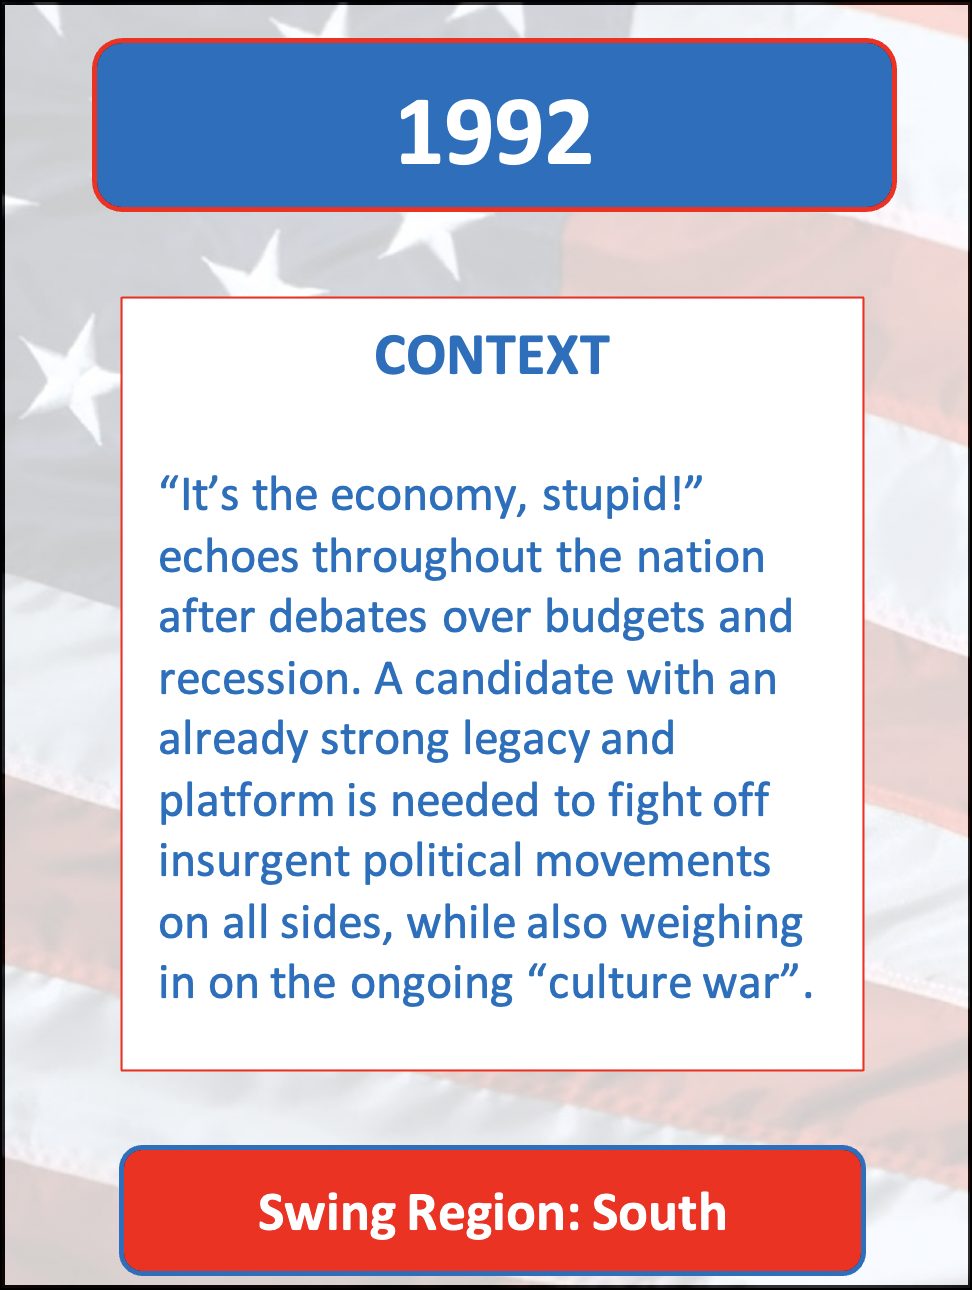 1992
CONTEXT
“It’s the economy, stupid!”
echoes throughout the nation
after debates over budgets and
recession. A candidate with an
already strong legacy and
platform is needed to fight off
insurgent political movements
on all sides, while also weighing
in on the ongoing “culture war”.
Swing Region: South